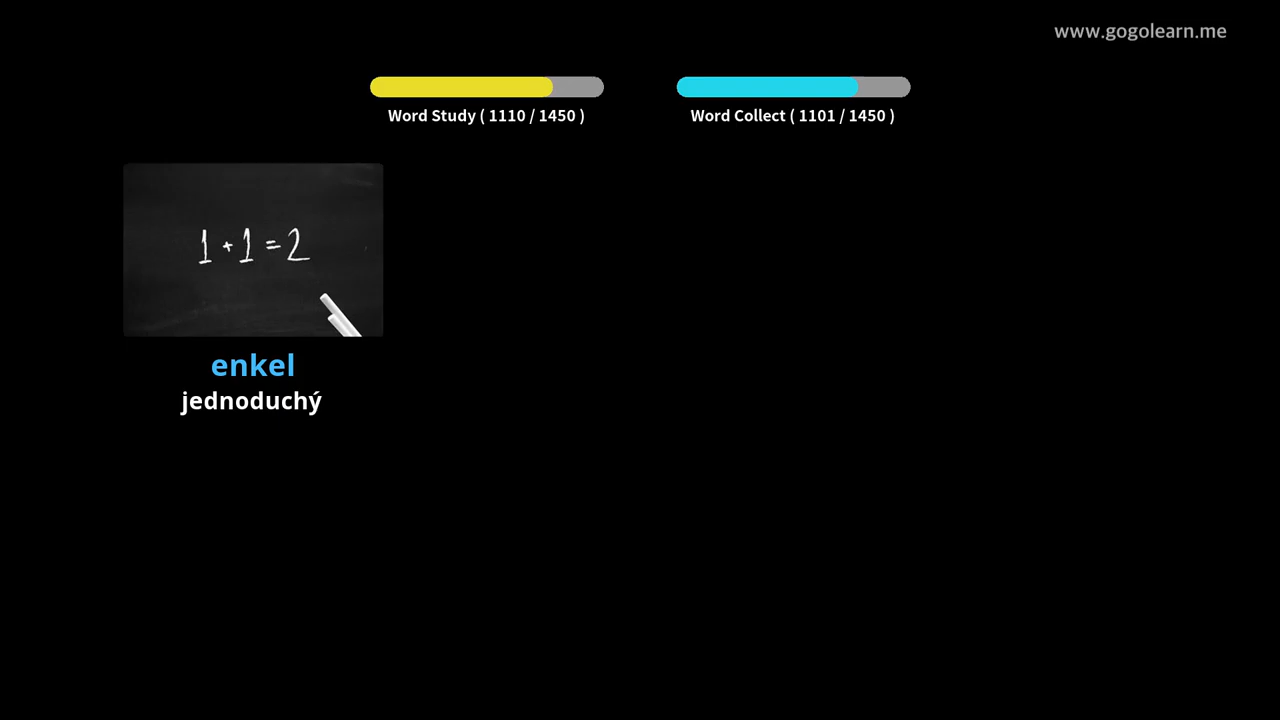 www.gogolearn.me
Word Study ( 1110 / 1450 )
Word Collect ( 1101 / 1450 )
1 + 1 = 2
enkel
jednoduchý